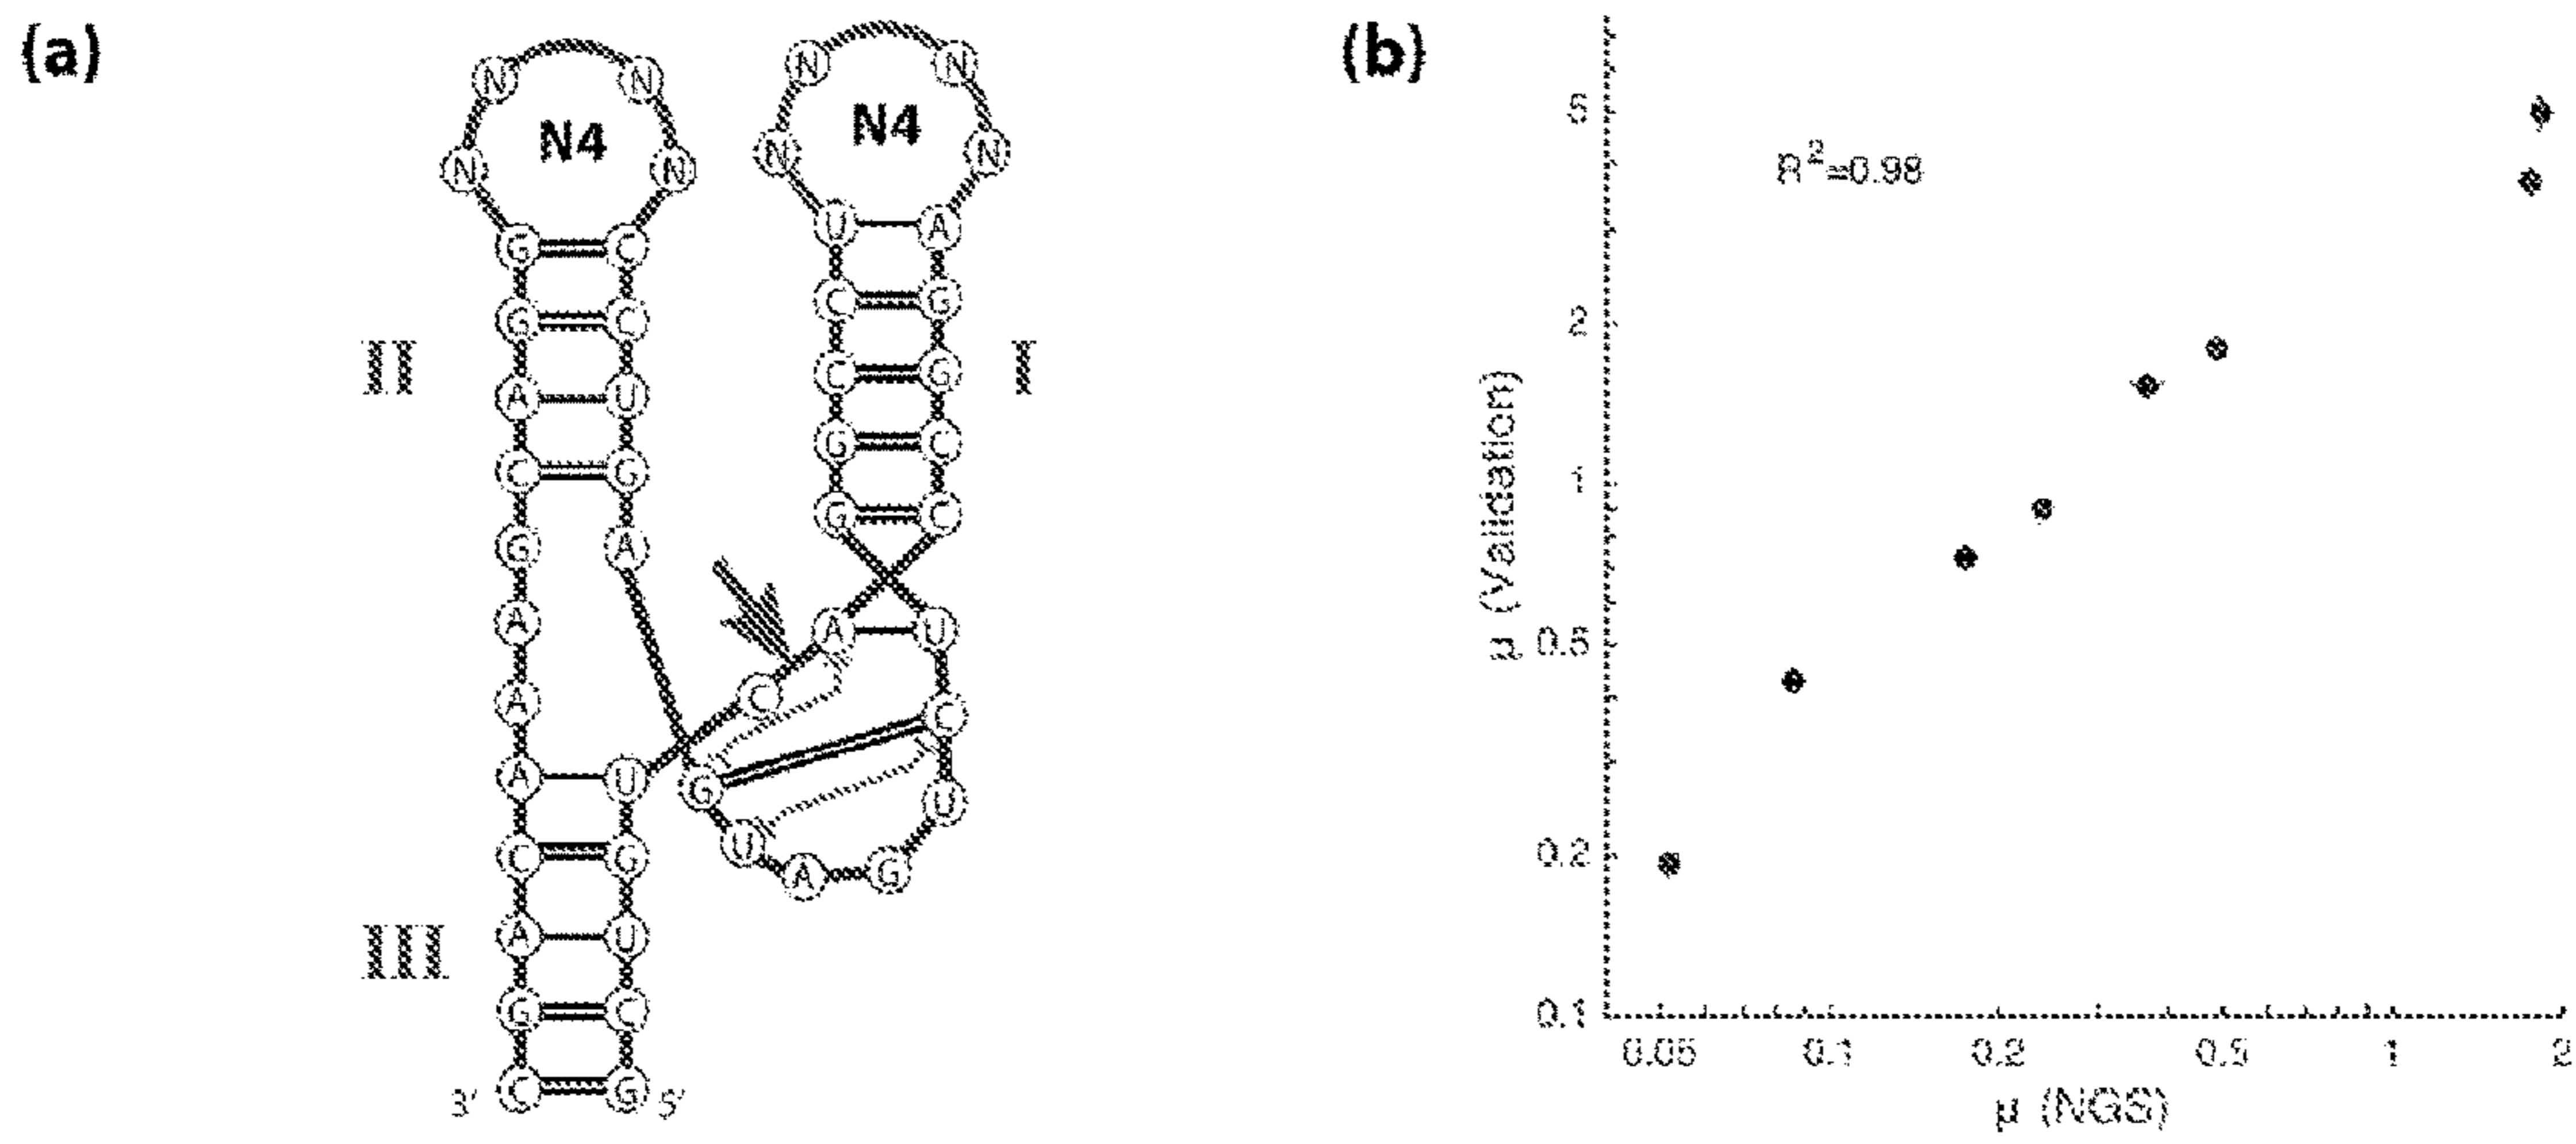 (a)
N N N N
N4
G C
G C
A U
C G
G A
A
A
A U
C G
A U
G C
3' C G 5'
II
III
N N N N
N4
U A
C G
C G
G C
G C
I
A U
C C
G U
U A G
(b)
R²=0.98
μ (Validation)
5
2
1
0.5
0.2
0.1
0.05 0.1 0.2 0.5 1 2
μ (NGS)